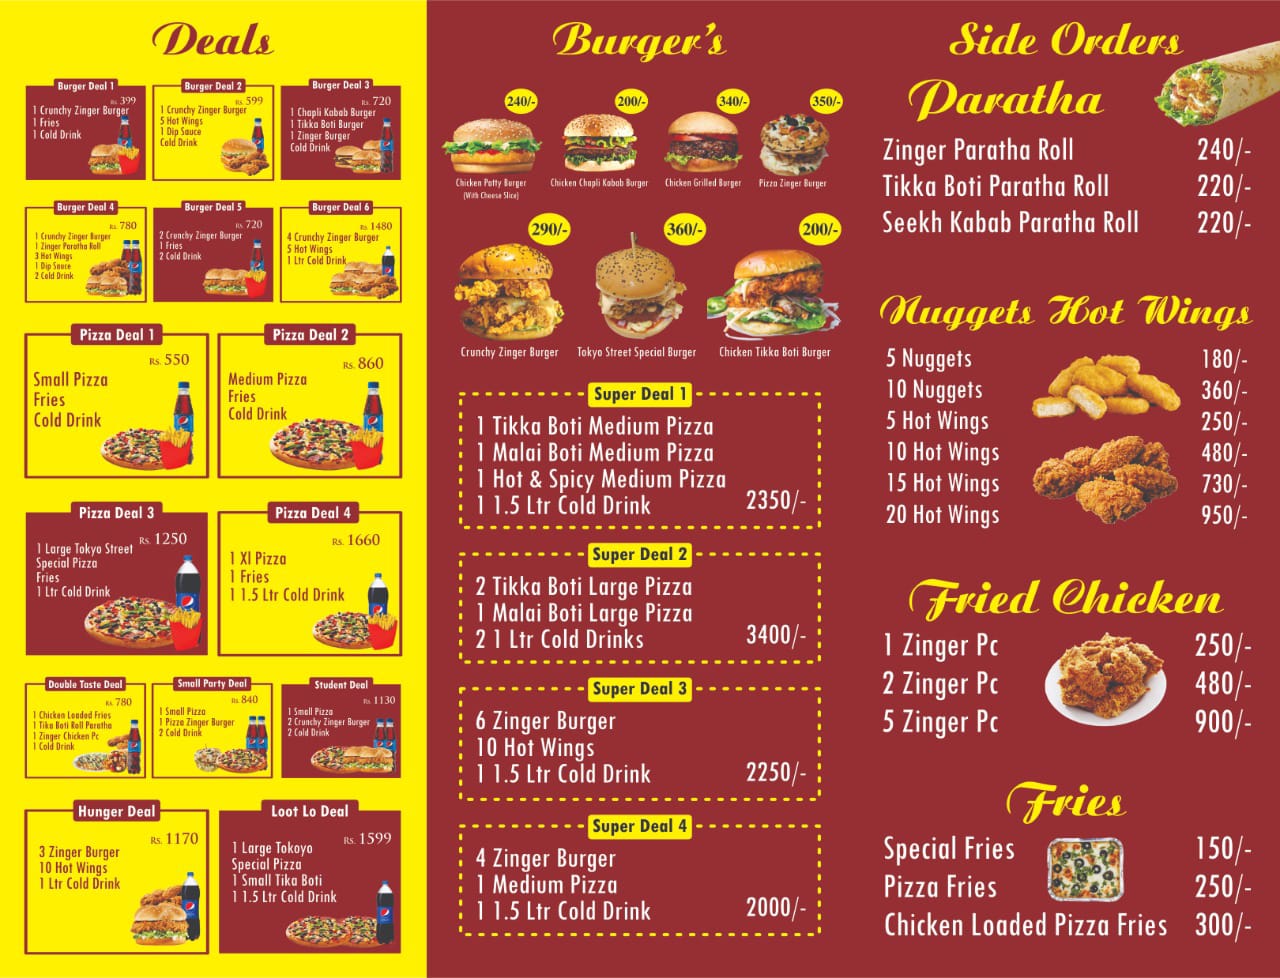 Deals
Burger Deal 1
Rs. 399
1 Crunchy Zinger Burger
1 Fries
1 Cold Drink
Burger Deal 2
Rs. 599
1 Crunchy Zinger Burger
5 Hot Wings
1 Dip Sauce
Cold Drink
Burger Deal 3
Rs. 720
1 Chapli Kabab Burger
1 Tikka Boti Burger
1 Zinger Burger
Cold Drink
Burger Deal 4
Rs. 780
1 Crunchy Zinger Burger
1 Zinger Paratha Roll
3 Hot Wings
1 Dip Sauce
2 Cold Drink
Burger Deal 5
Rs. 720
2 Crunchy Zinger Burger
1 Fries
2 Cold Drink
Burger Deal 6
Rs. 1480
4 Crunchy Zinger Burger
5 Hot Wings
1 Ltr Cold Drink
Pizza Deal 1
Rs. 550
Small Pizza
Fries
Cold Drink
Pizza Deal 2
Rs. 860
Medium Pizza
Fries
Cold Drink
Pizza Deal 3
Rs. 1250
1 Large Tokyo Street
Special Pizza
Fries
1 Ltr Cold Drink
Pizza Deal 4
Rs. 1660
1 Xl Pizza
1 Fries
1 1.5 Ltr Cold Drink
Double Taste Deal
Rs. 780
1 Chicken Loaded Fries
1 Tika Boti Roll Paratha
1 Zinger Chicken Pc
1 Cold Drink
Small Party Deal
Rs. 840
1 Small Pizza
1 Pizza Zinger Burger
2 Cold Drink
Student Deal
Rs. 1130
1 Small Pizza
2 Crunchy Zinger Burger
2 Cold Drink
Hunger Deal
Rs. 1170
3 Zinger Burger
10 Hot Wings
1 Ltr Cold Drink
Loot Lo Deal
Rs. 1599
1 Large Tokoyo
Special Pizza
1 Small Tika Boti
1 1.5 Ltr Cold Drink
Burger's
240/- 200/- 340/- 350/-
Chicken Patty Burger
(With Cheese Slice)
Chicken Chapli Kabab Burger
Chicken Grilled Burger
Pizza Zinger Burger
290/- 360/- 200/-
Crunchy Zinger Burger
Tokyo Street Special Burger
Chicken Tikka Boti Burger
Super Deal 1
1 Tikka Boti Medium Pizza
1 Malai Boti Medium Pizza
1 Hot & Spicy Medium Pizza
1 1.5 Ltr Cold Drink 2350/-
Super Deal 2
2 Tikka Boti Large Pizza
1 Malai Boti Large Pizza
2 1 Ltr Cold Drinks 3400/-
Super Deal 3
6 Zinger Burger
10 Hot Wings
1 1.5 Ltr Cold Drink 2250/-
Super Deal 4
4 Zinger Burger
1 Medium Pizza
1 1.5 Ltr Cold Drink 2000/-
Side Orders
Paratha
Zinger Paratha Roll 240/-
Tikka Boti Paratha Roll 220/-
Seekh Kabab Paratha Roll 220/-
Nuggets Hot Wings
5 Nuggets 180/-
10 Nuggets 360/-
5 Hot Wings 250/-
10 Hot Wings 480/-
15 Hot Wings 730/-
20 Hot Wings 950/-
Fried Chicken
1 Zinger Pc 250/-
2 Zinger Pc 480/-
5 Zinger Pc 900/-
Fries
Special Fries 150/-
Pizza Fries 250/-
Chicken Loaded Pizza Fries 300/-